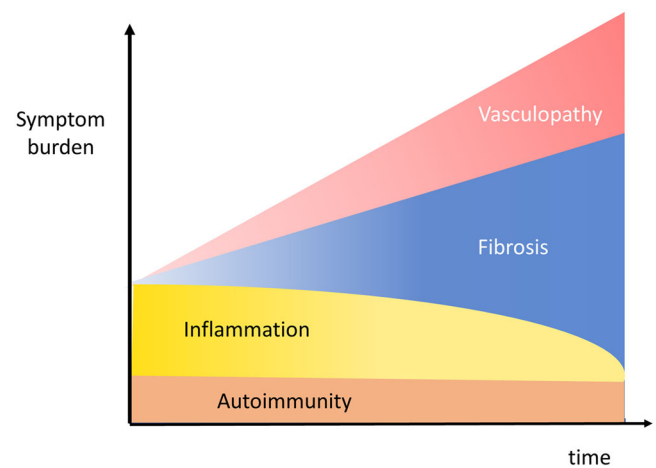 Symptom
burden
Vasculopathy
Fibrosis
Inflammation
Autoimmunity
time